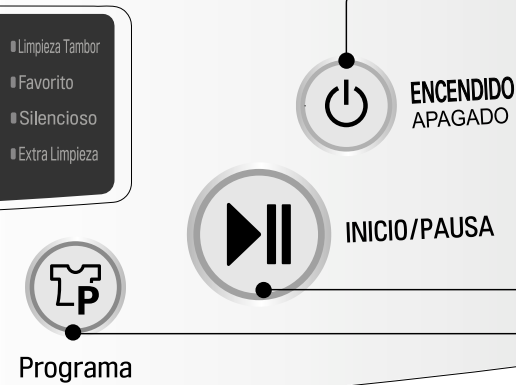 Limpieza Tambor
Favorito
Silencioso
Extra Limpieza
ENCENDIDO
APAGADO
INICIO/PAUSA
P
Programa